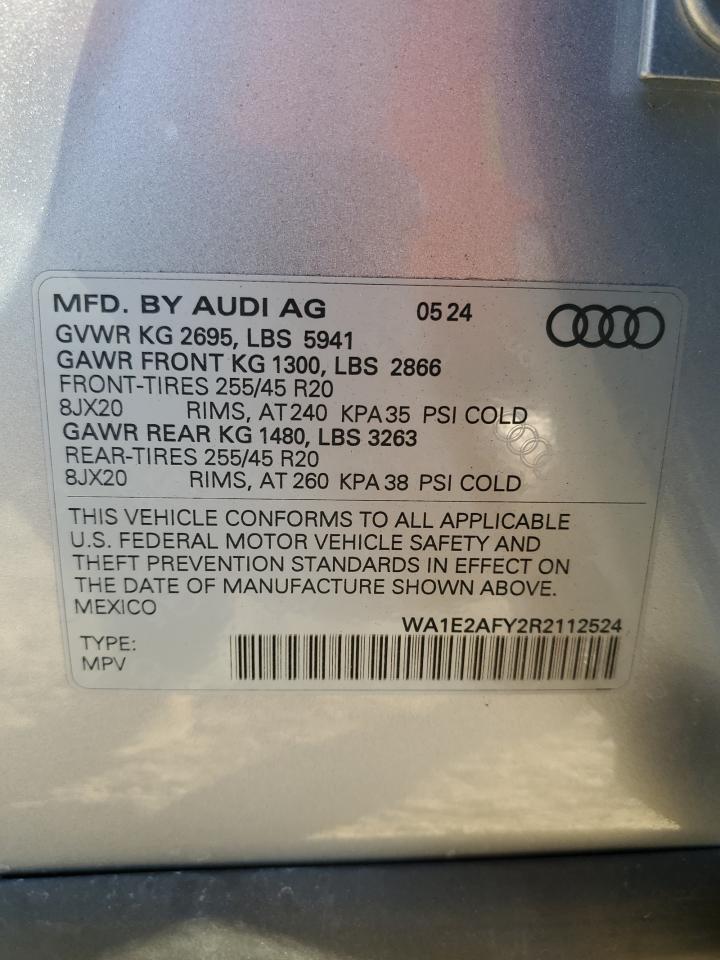 MFD. BY AUDI AG 05 24
GVWR KG 2695, LBS 5941
GAWR FRONT KG 1300, LBS 2866
FRONT-TIRES 255/45 R20
8JX20 RIMS, AT 240 KPA 35 PSI COLD
GAWR REAR KG 1480, LBS 3263
REAR-TIRES 255/45 R20
8JX20 RIMS, AT 260 KPA 38 PSI COLD
THIS VEHICLE CONFORMS TO ALL APPLICABLE
U.S. FEDERAL MOTOR VEHICLE SAFETY AND
THEFT PREVENTION STANDARDS IN EFFECT ON
THE DATE OF MANUFACTURE SHOWN ABOVE.
MEXICO
WA1E2AFY2R2112524
TYPE:
MPV